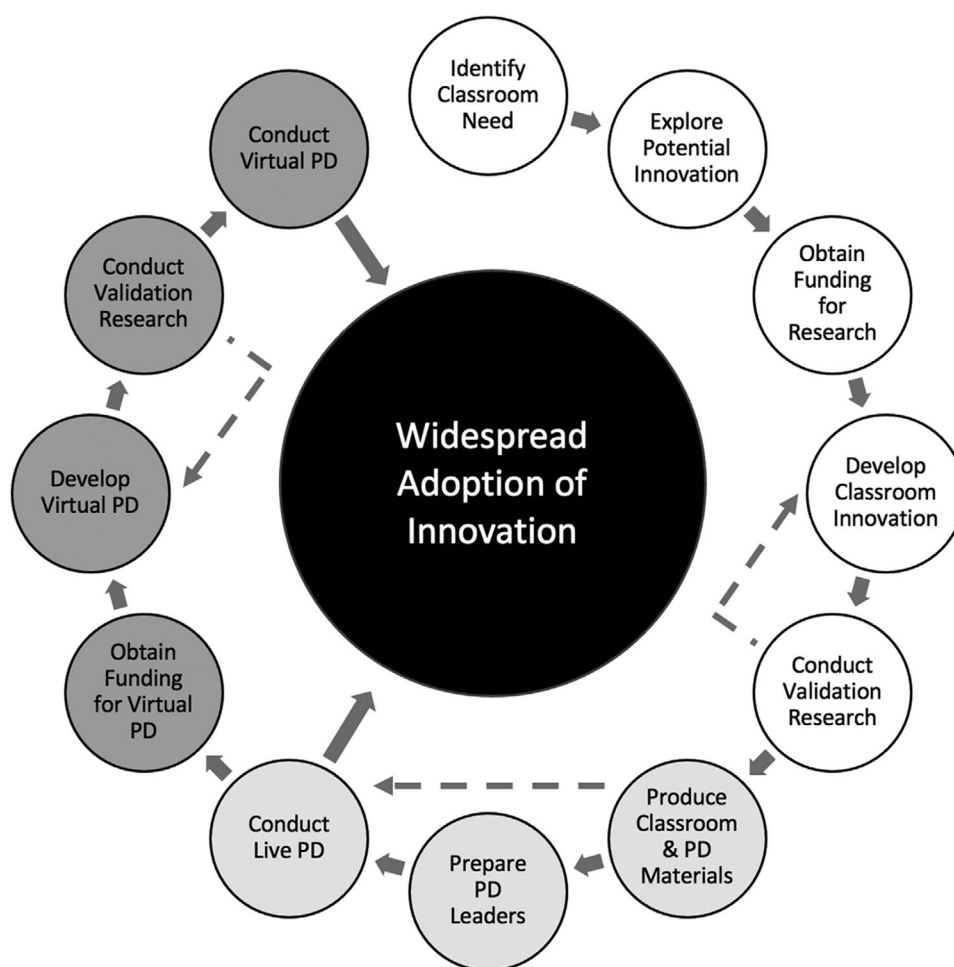 Identify
Classroom
Need
Explore
Potential
Innovation
Obtain
Funding
for
Research
Develop
Classroom
Innovation
Conduct
Validation
Research
Produce
Classroom
& PD
Materials
Prepare
PD
Leaders
Conduct
Live PD
Obtain
Funding
for Virtual
PD
Develop
Virtual PD
Conduct
Validation
Research
Conduct
Virtual PD
Widespread
Adoption of
Innovation